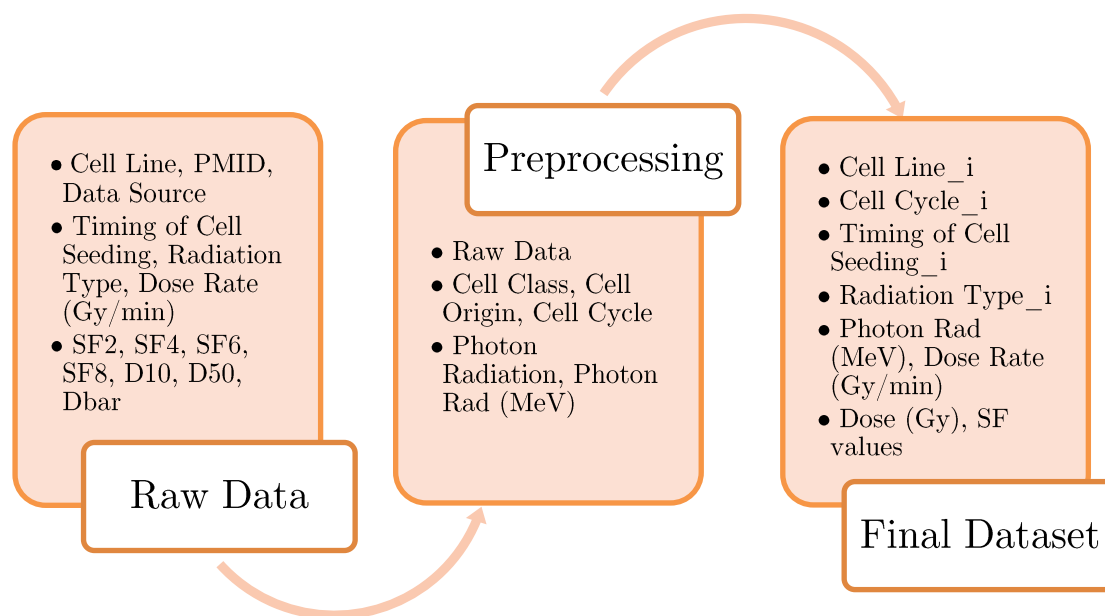 • Cell Line, PMID,
Data Source
• Timing of Cell
Seeding, Radiation
Type, Dose Rate
(Gy/min)
• SF2, SF4, SF6,
SF8, D10, D50,
Dbar
Raw Data
Preprocessing
• Raw Data
• Cell Class, Cell
Origin, Cell Cycle
• Photon
Radiation, Photon
Rad (MeV)
• Cell Line_i
• Cell Cycle_i
• Timing of Cell
Seeding_i
• Radiation Type_i
• Photon Rad
(MeV), Dose Rate
(Gy/min)
• Dose (Gy), SF
values
Final Dataset